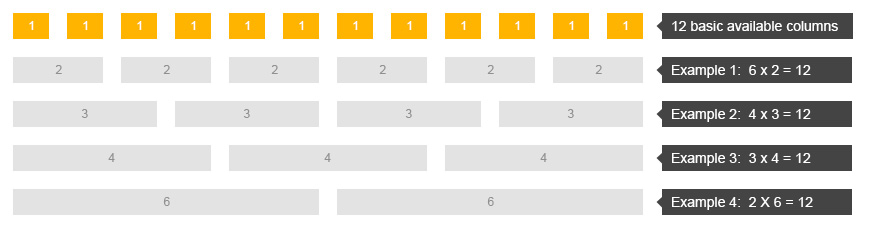 1 1 1 1 1 1 1 1 1 1 1 1 12 basic available columns
2 2 2 2 2 2 Example 1: 6 x 2 = 12
3 3 3 3 Example 2: 4 x 3 = 12
4 4 4 Example 3: 3 x 4 = 12
6 6 Example 4: 2 X 6 = 12